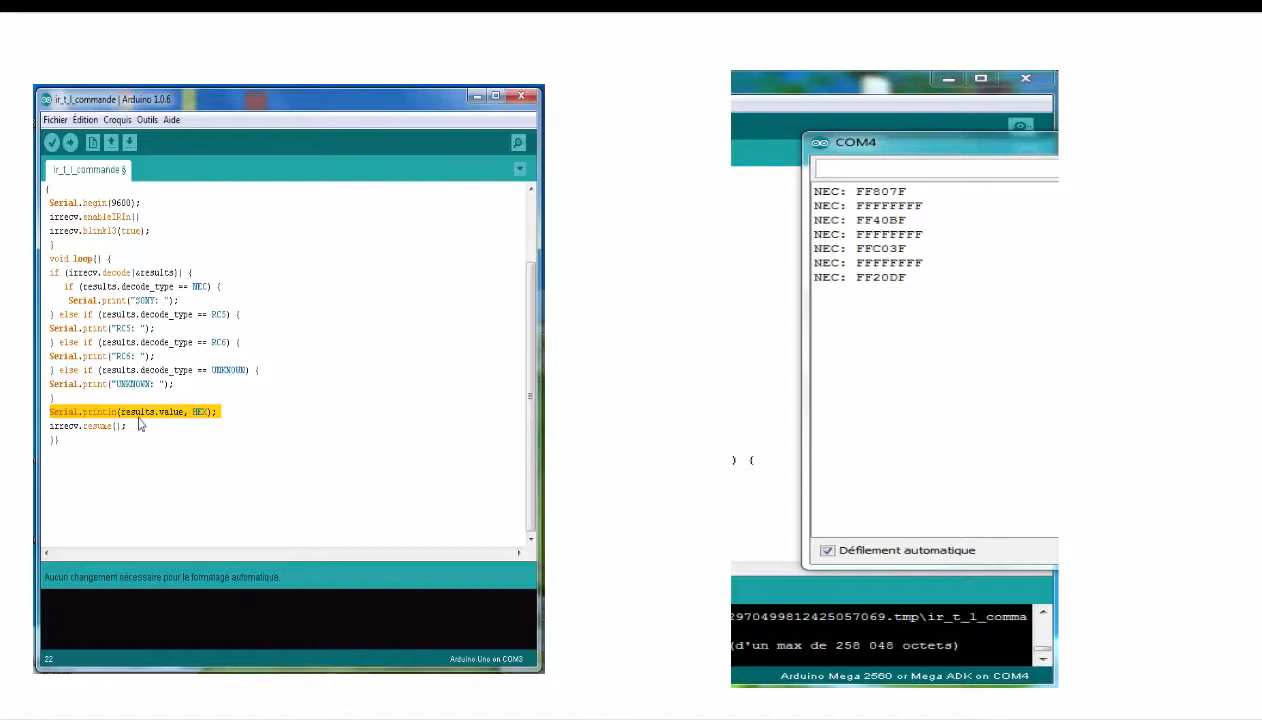 ir_t_l_commande | Arduino 1.0.6
Fichier Édition Croquis Outils Aide
ir_t_l_commande §
{
Serial.begin(9600);
irrecv.enableIRIn()
irrecv.blink13(true);
}
void loop() {
if (irrecv.decode(&results)) {
if (results.decode_type == NEC) {
Serial.print("SONY: ");
} else if (results.decode_type == RC5) {
Serial.print("RC5: ");
} else if (results.decode_type == RC6) {
Serial.print("RC6: ");
} else if (results.decode_type == UNKNOUN) {
Serial.print("UNKNOWN: ");
}
Serial.println(results.value, HEX);
irrecv.resume();
}}
Aucun changement nécessaire pour le formatage automatique.
22
Arduino Uno on COM3
COM4
NEC: FF807F
NEC: FFFFFFFF
NEC: FF40BF
NEC: FFFFFFFF
NEC: FFC03F
NEC: FFFFFFFF
NEC: FF20DF
) {
Défilement automatique
2970499812425057069.tmp\ir_t_l_comma
(d'un max de 258 048 octets)
Arduino Mega 2560 or Mega ADK on COM4